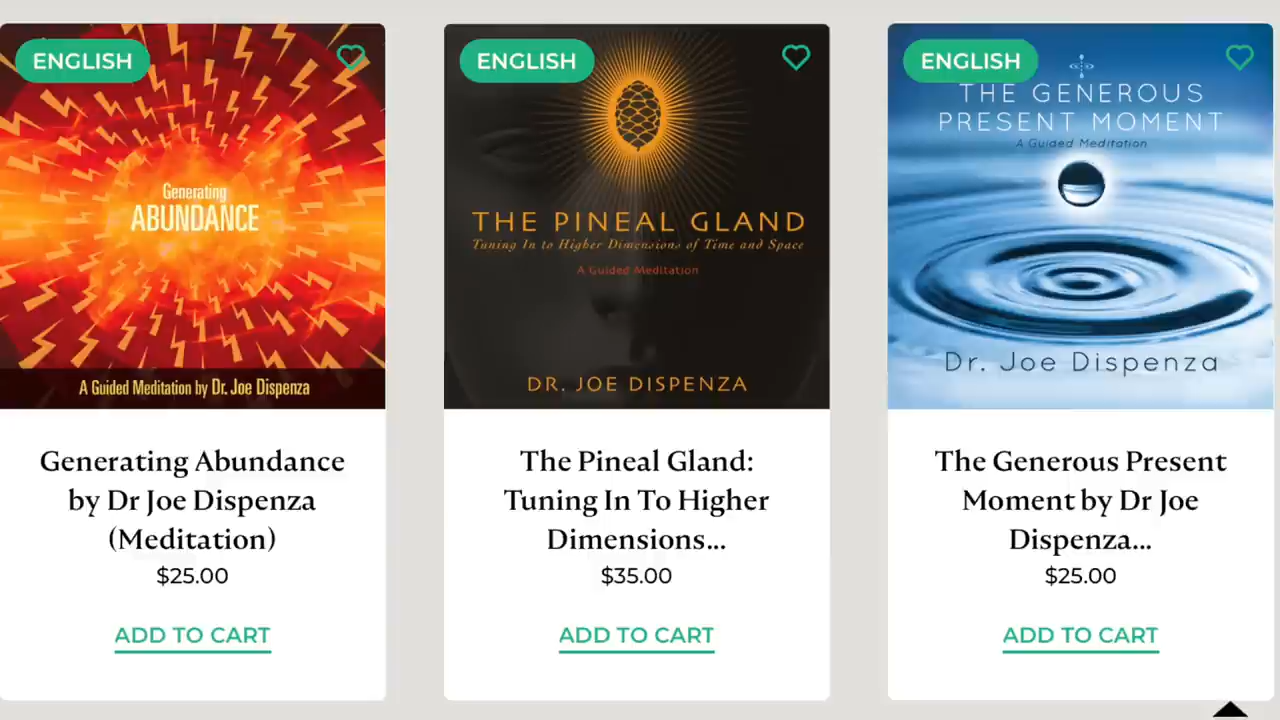 ENGLISH
Generating
ABUNDANCE
A Guided Meditation by Dr. Joe Dispenza
Generating Abundance
by Dr Joe Dispenza
(Meditation)
$25.00
ADD TO CART
ENGLISH
THE PINEAL GLAND
Tuning In to Higher Dimensions of Time and Space
A Guided Meditation
DR. JOE DISPENZA
The Pineal Gland:
Tuning In To Higher
Dimensions...
$35.00
ADD TO CART
ENGLISH
THE GENEROUS
PRESENT MOMENT
A Guided Meditation
Dr. Joe Dispenza
The Generous Present
Moment by Dr Joe
Dispenza...
$25.00
ADD TO CART